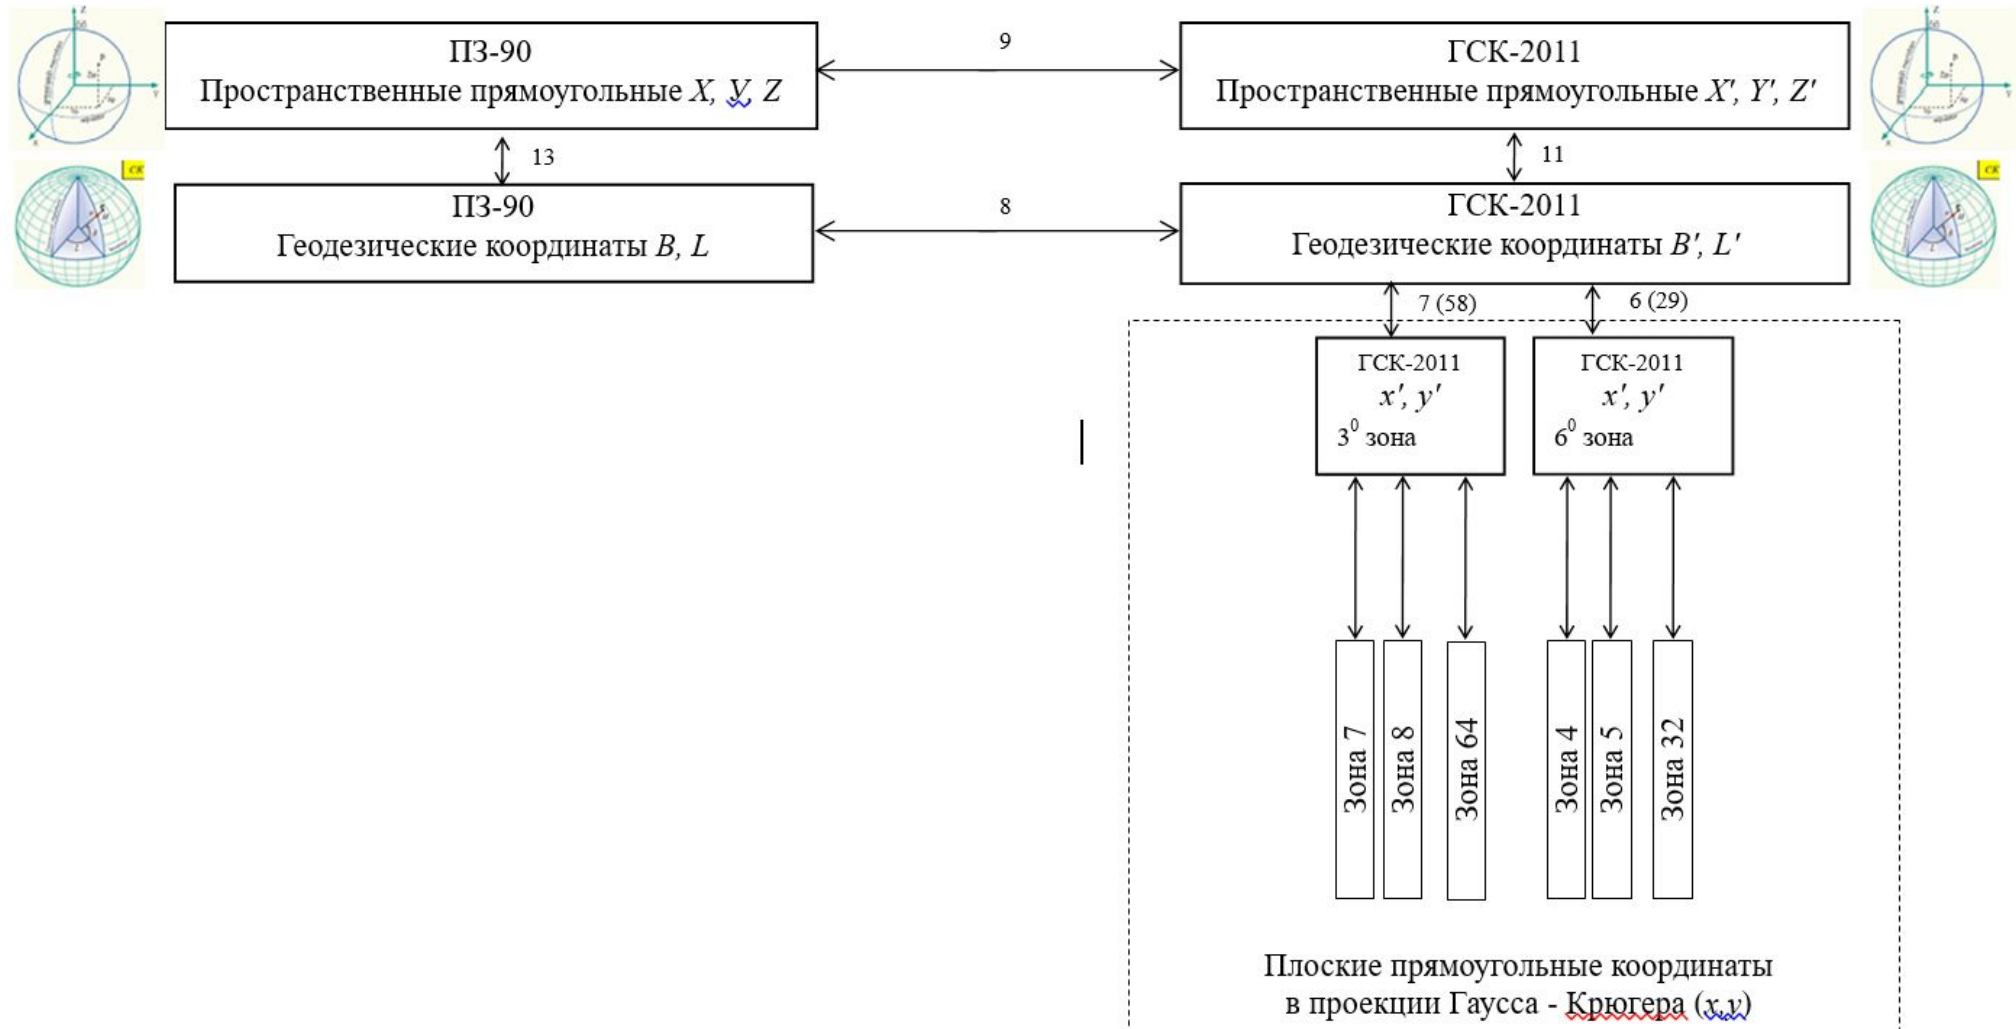 ПЗ-90
Пространственные прямоугольные X, У, Z
9
ГСК-2011
Пространственные прямоугольные X′, Y′, Z′
13
11
СК
СК
ПЗ-90
Геодезические координаты B, L
8
ГСК-2011
Геодезические координаты B′, L′
7 (58)
6 (29)
ГСК-2011
x′, y′
3⁰ зона
ГСК-2011
x′, y′
6⁰ зона
Зона 7
Зона 8
Зона 64
Зона 4
Зона 5
Зона 32
Плоские прямоугольные координаты
в проекции Гаусса - Крюгера (x,y)